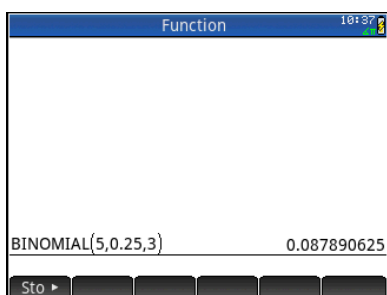 Function 10:37
∡π
BINOMIAL(5,0.25,3) 0.087890625
Sto ▸